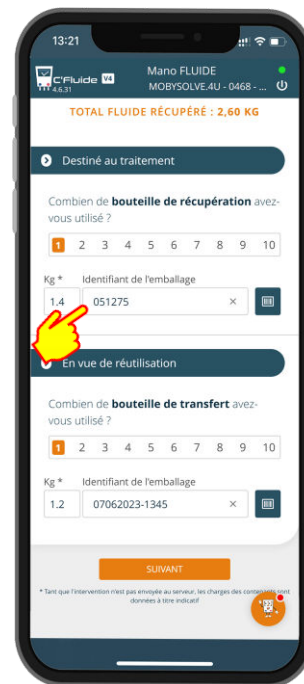 13:21
C'Fluide V4
4.6.31
Mano FLUIDE
MOBYSOLVE.4U - 0468 - ...
TOTAL FLUIDE RÉCUPÉRÉ : 2,60 KG
Destiné au traitement
Combien de bouteille de récupération avez-
vous utilisé ?
1 2 3 4 5 6 7 8 9 10
Kg * Identifiant de l'emballage
1.4 051275 ×
En vue de réutilisation
Combien de bouteille de transfert avez-
vous utilisé ?
1 2 3 4 5 6 7 8 9 10
Kg * Identifiant de l'emballage
1.2 07062023-1345 ×
SUIVANT
* Tant que l'intervention n'est pas envoyée au serveur, les charges des contenants sont
données à titre indicatif